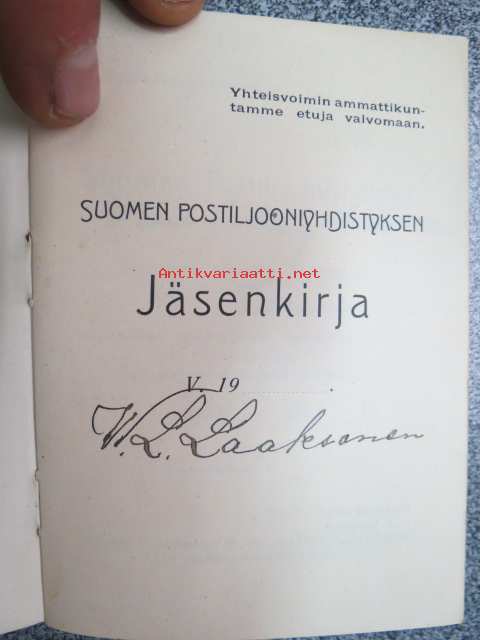 Yhteisvoimin ammattikun-
tamme etuja valvomaan.
SUOMEN POSTILJOONIYHDISTYKSEN
Antikvariaatti.net
Jäsenkirja
V. 19 .
W. L. Laaksonen